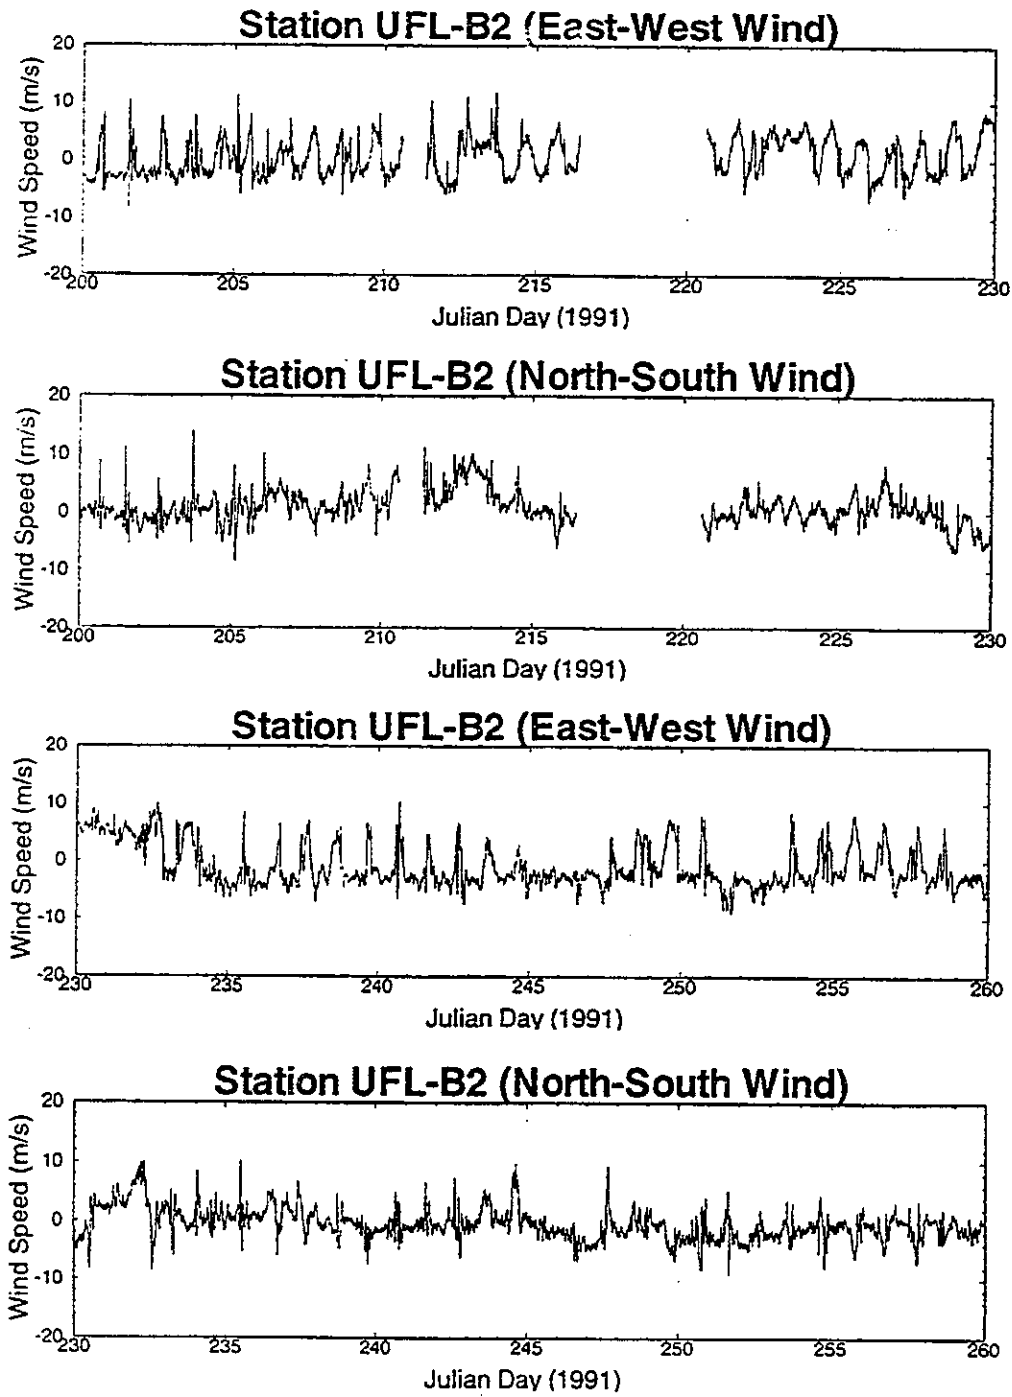 Station UFL-B2 (East-West Wind)
20
10
0
-10
-20
Wind Speed (m/s)
200 205 210 215 220 225 230
Julian Day (1991)
Station UFL-B2 (North-South Wind)
20
10
0
-10
-20
Wind Speed (m/s)
200 205 210 215 220 225 230
Julian Day (1991)
Station UFL-B2 (East-West Wind)
20
10
0
-10
-20
Wind Speed (m/s)
230 235 240 245 250 255 260
Julian Day (1991)
Station UFL-B2 (North-South Wind)
20
10
0
-10
-20
Wind Speed (m/s)
230 235 240 245 250 255 260
Julian Day (1991)